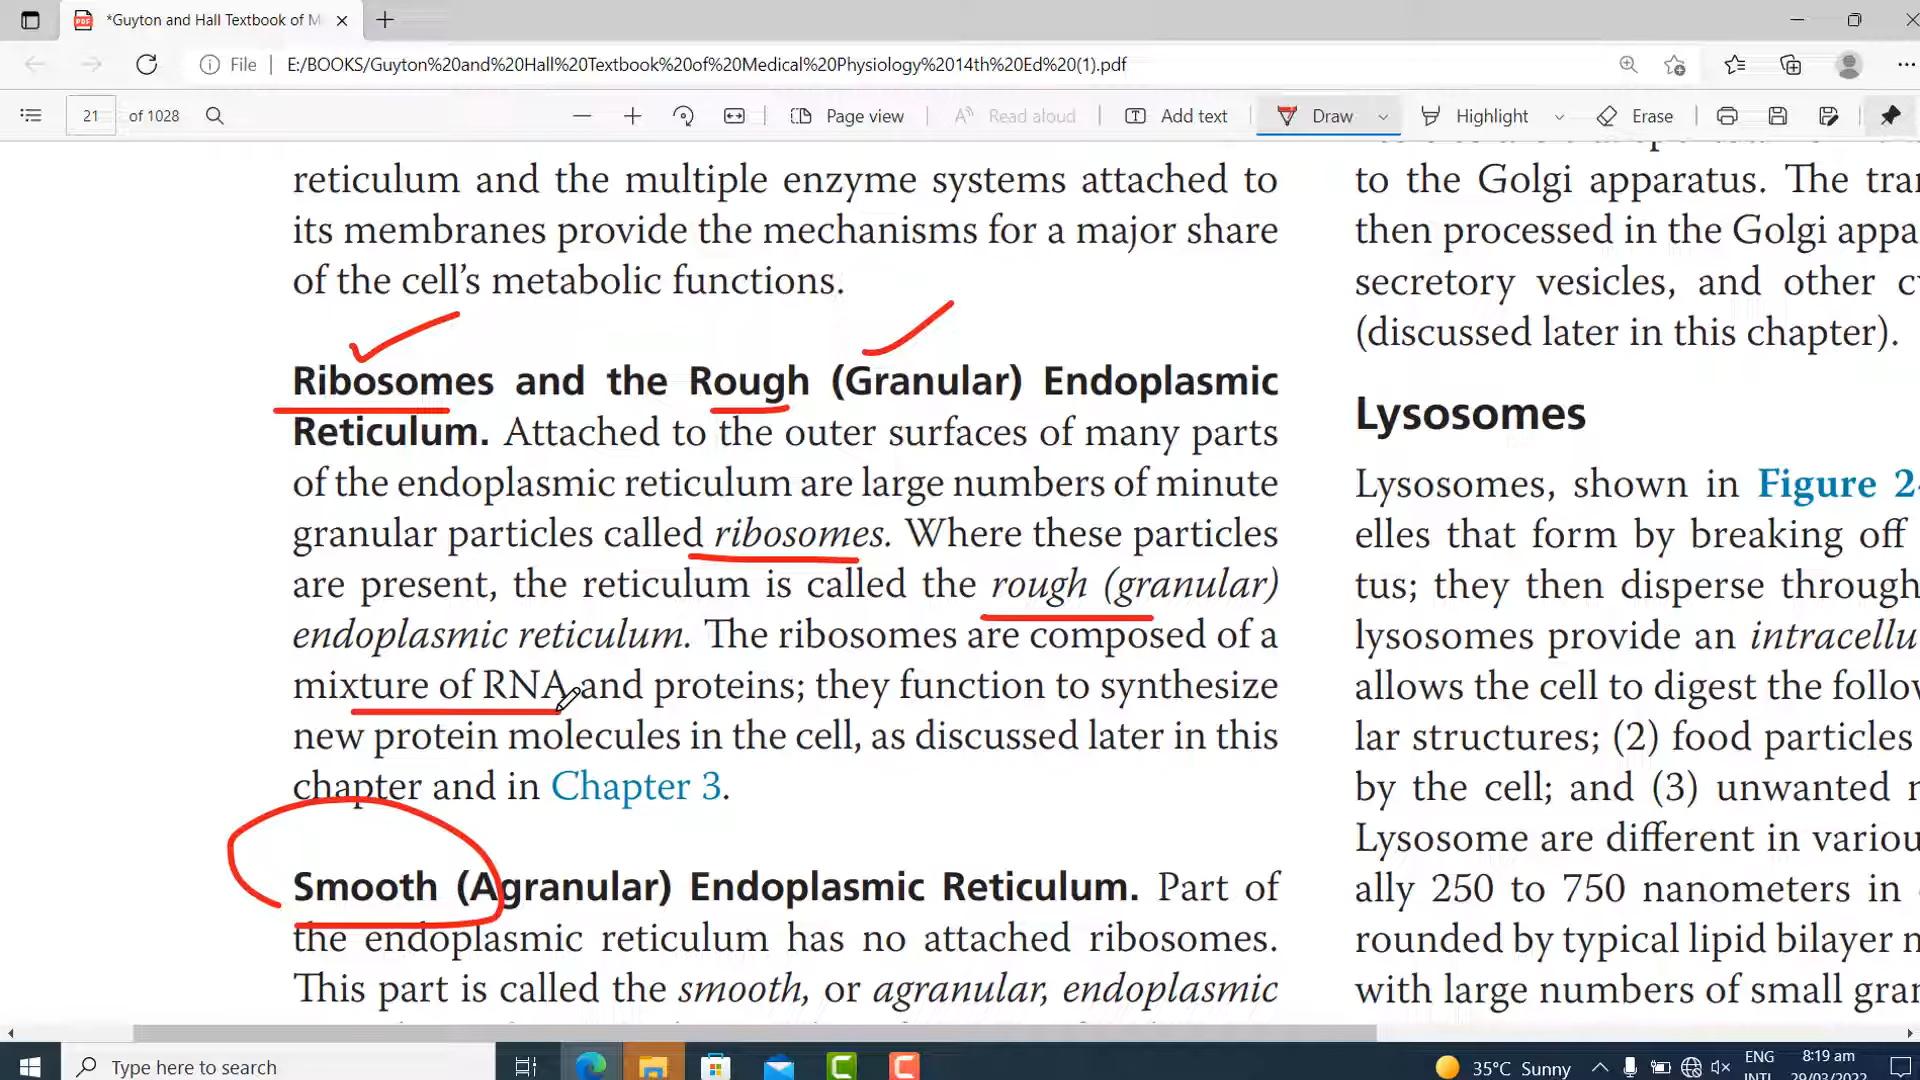 *Guyton and Hall Textbook of M
File
E:/BOOKS/Guyton%20and%20Hall%20Textbook%20of%20Medical%20Physiology%2014th%20Ed%20(1).pdf
21 of 1028
Page view
Read aloud
Add text
Draw
Highlight
Erase
reticulum and the multiple enzyme systems attached to
its membranes provide the mechanisms for a major share
of the cell's metabolic functions.
Ribosomes and the Rough (Granular) Endoplasmic
Reticulum. Attached to the outer surfaces of many parts
of the endoplasmic reticulum are large numbers of minute
granular particles called ribosomes. Where these particles
are present, the reticulum is called the rough (granular)
endoplasmic reticulum. The ribosomes are composed of a
mixture of RNA and proteins; they function to synthesize
new protein molecules in the cell, as discussed later in this
chapter and in Chapter 3.
Smooth (Agranular) Endoplasmic Reticulum. Part of
the endoplasmic reticulum has no attached ribosomes.
This part is called the smooth, or agranular, endoplasmic
to the Golgi apparatus. The tran
then processed in the Golgi appa
secretory vesicles, and other c
(discussed later in this chapter).
Lysosomes
Lysosomes, shown in Figure 2-
elles that form by breaking off
tus; they then disperse through
lysosomes provide an intracellu
allows the cell to digest the follow
lar structures; (2) food particles
by the cell; and (3) unwanted
Lysosome are different in variou
ally 250 to 750 nanometers in
rounded by typical lipid bilayer
with large numbers of small gran
Type here to search
35°C Sunny
ENG
INTL
8:19 am
29/03/2022